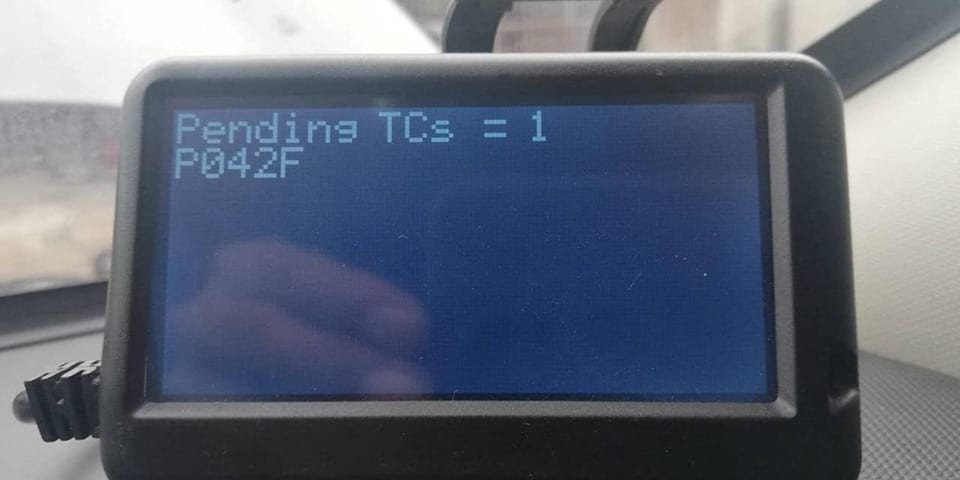 Pending TCs = 1
P042F